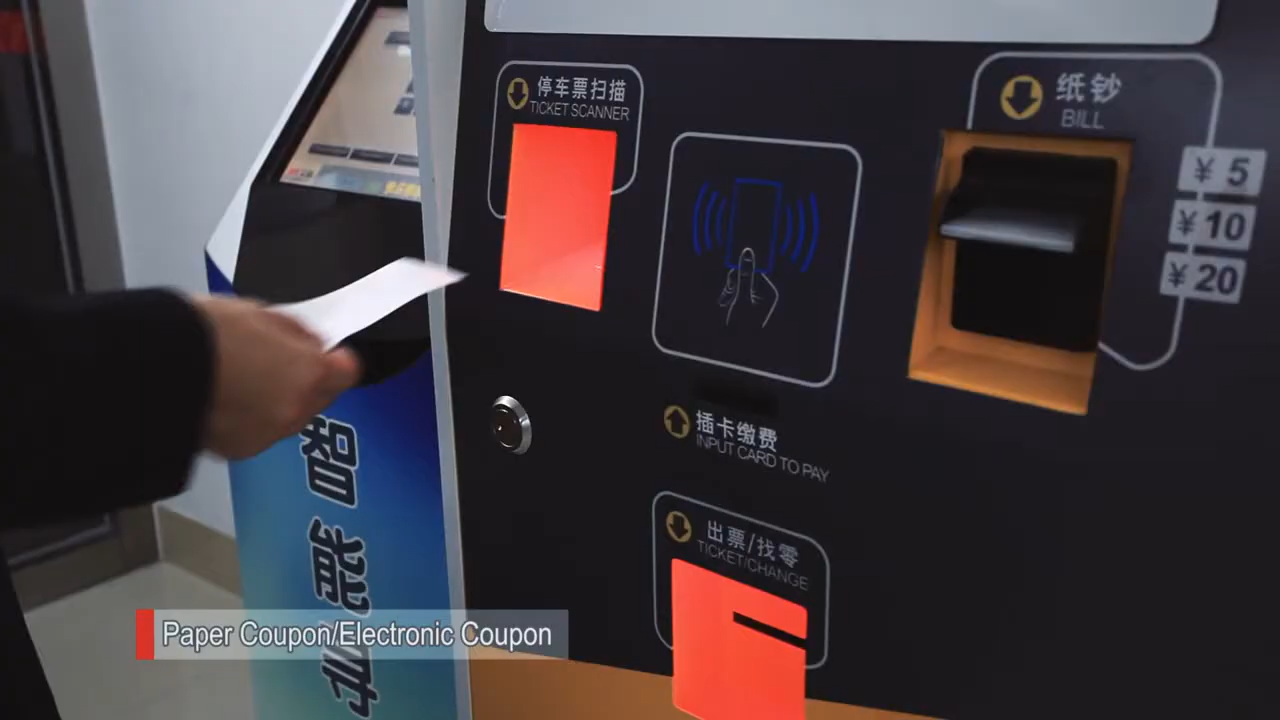 停车票扫描
TICKET SCANNER
纸钞
BILL
¥ 5
¥ 10
¥ 20
插卡缴费
INPUT CARD TO PAY
出票/找零
TICKET/CHANGE
智能
Paper Coupon/Electronic Coupon